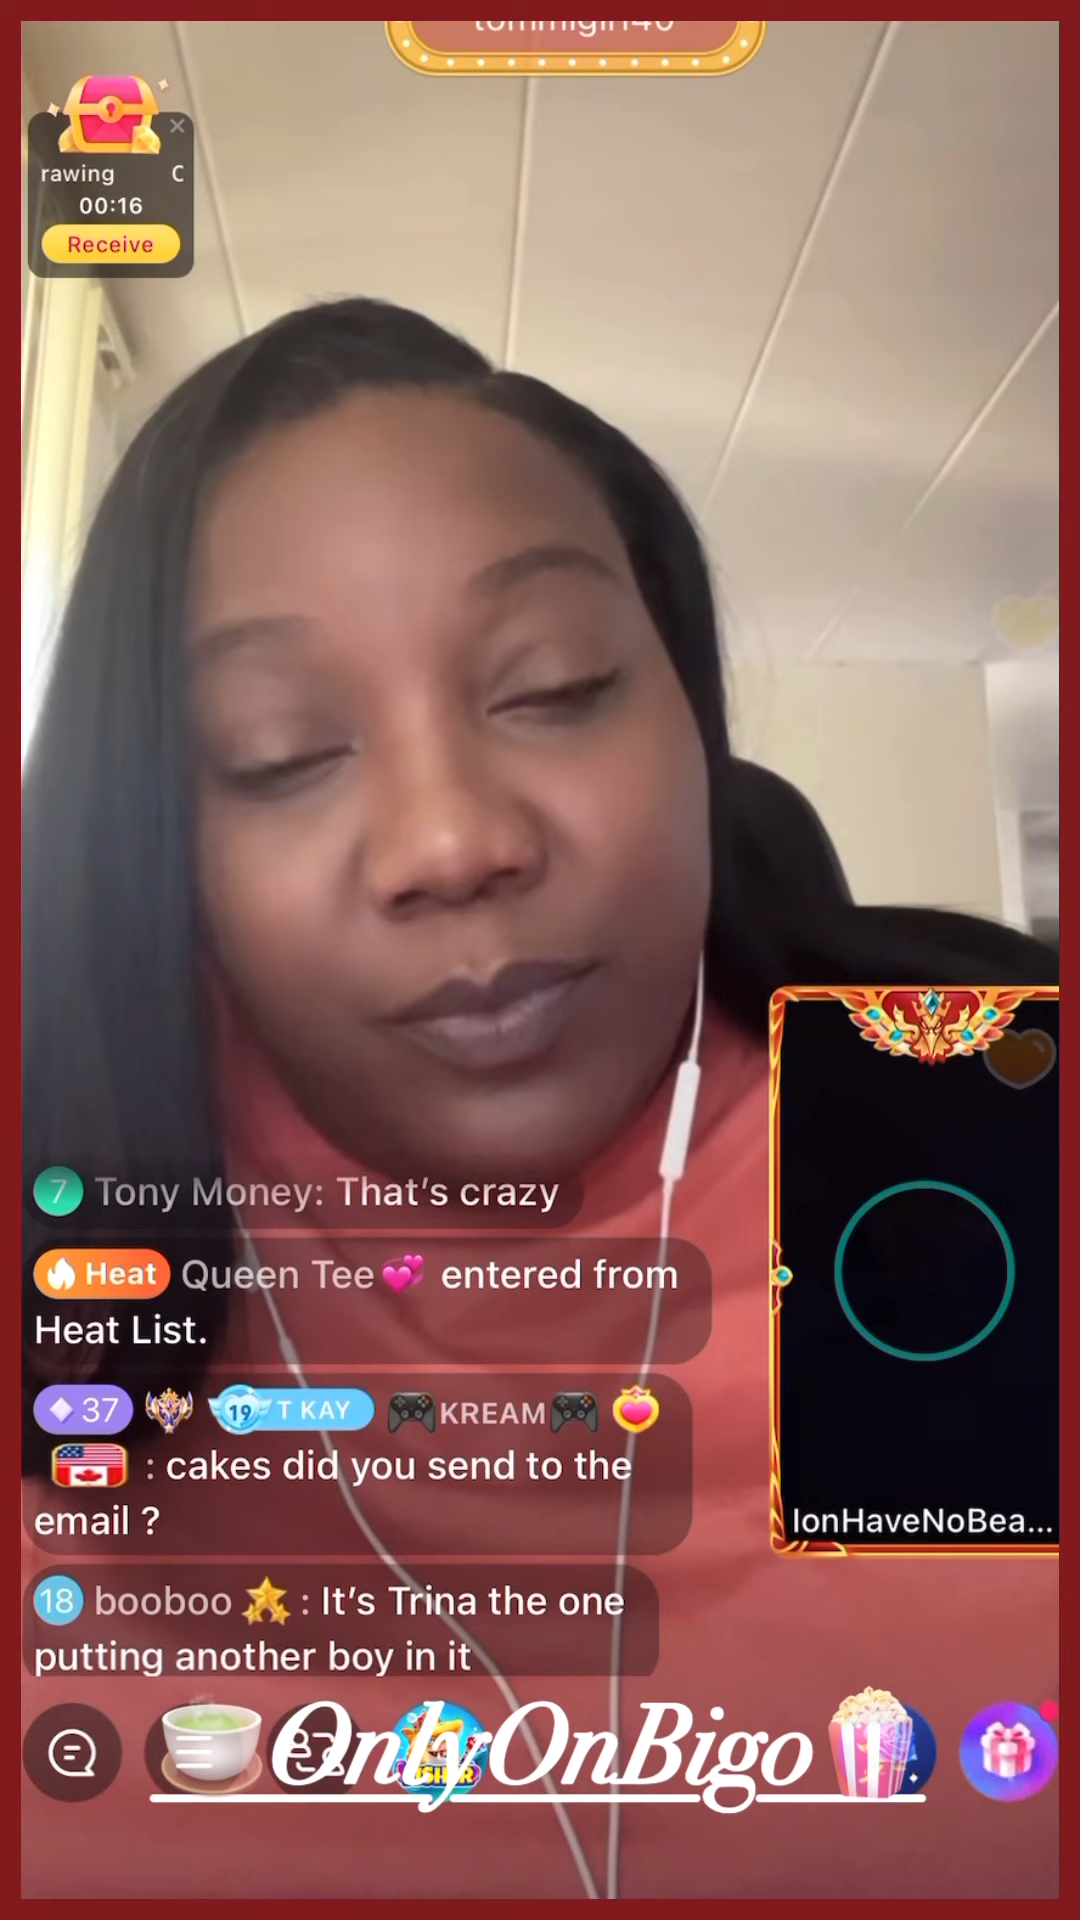 tommigirl40
rawing C
00:16
Receive
7 Tony Money: That's crazy
Heat Queen Tee💕 entered from
Heat List.
37 19 T KAY 🎮KREAM🎮
: cakes did you send to the
email ?
18 booboo : It's Trina the one
putting another boy in it
IonHaveNoBea...
OnlyOnBigo